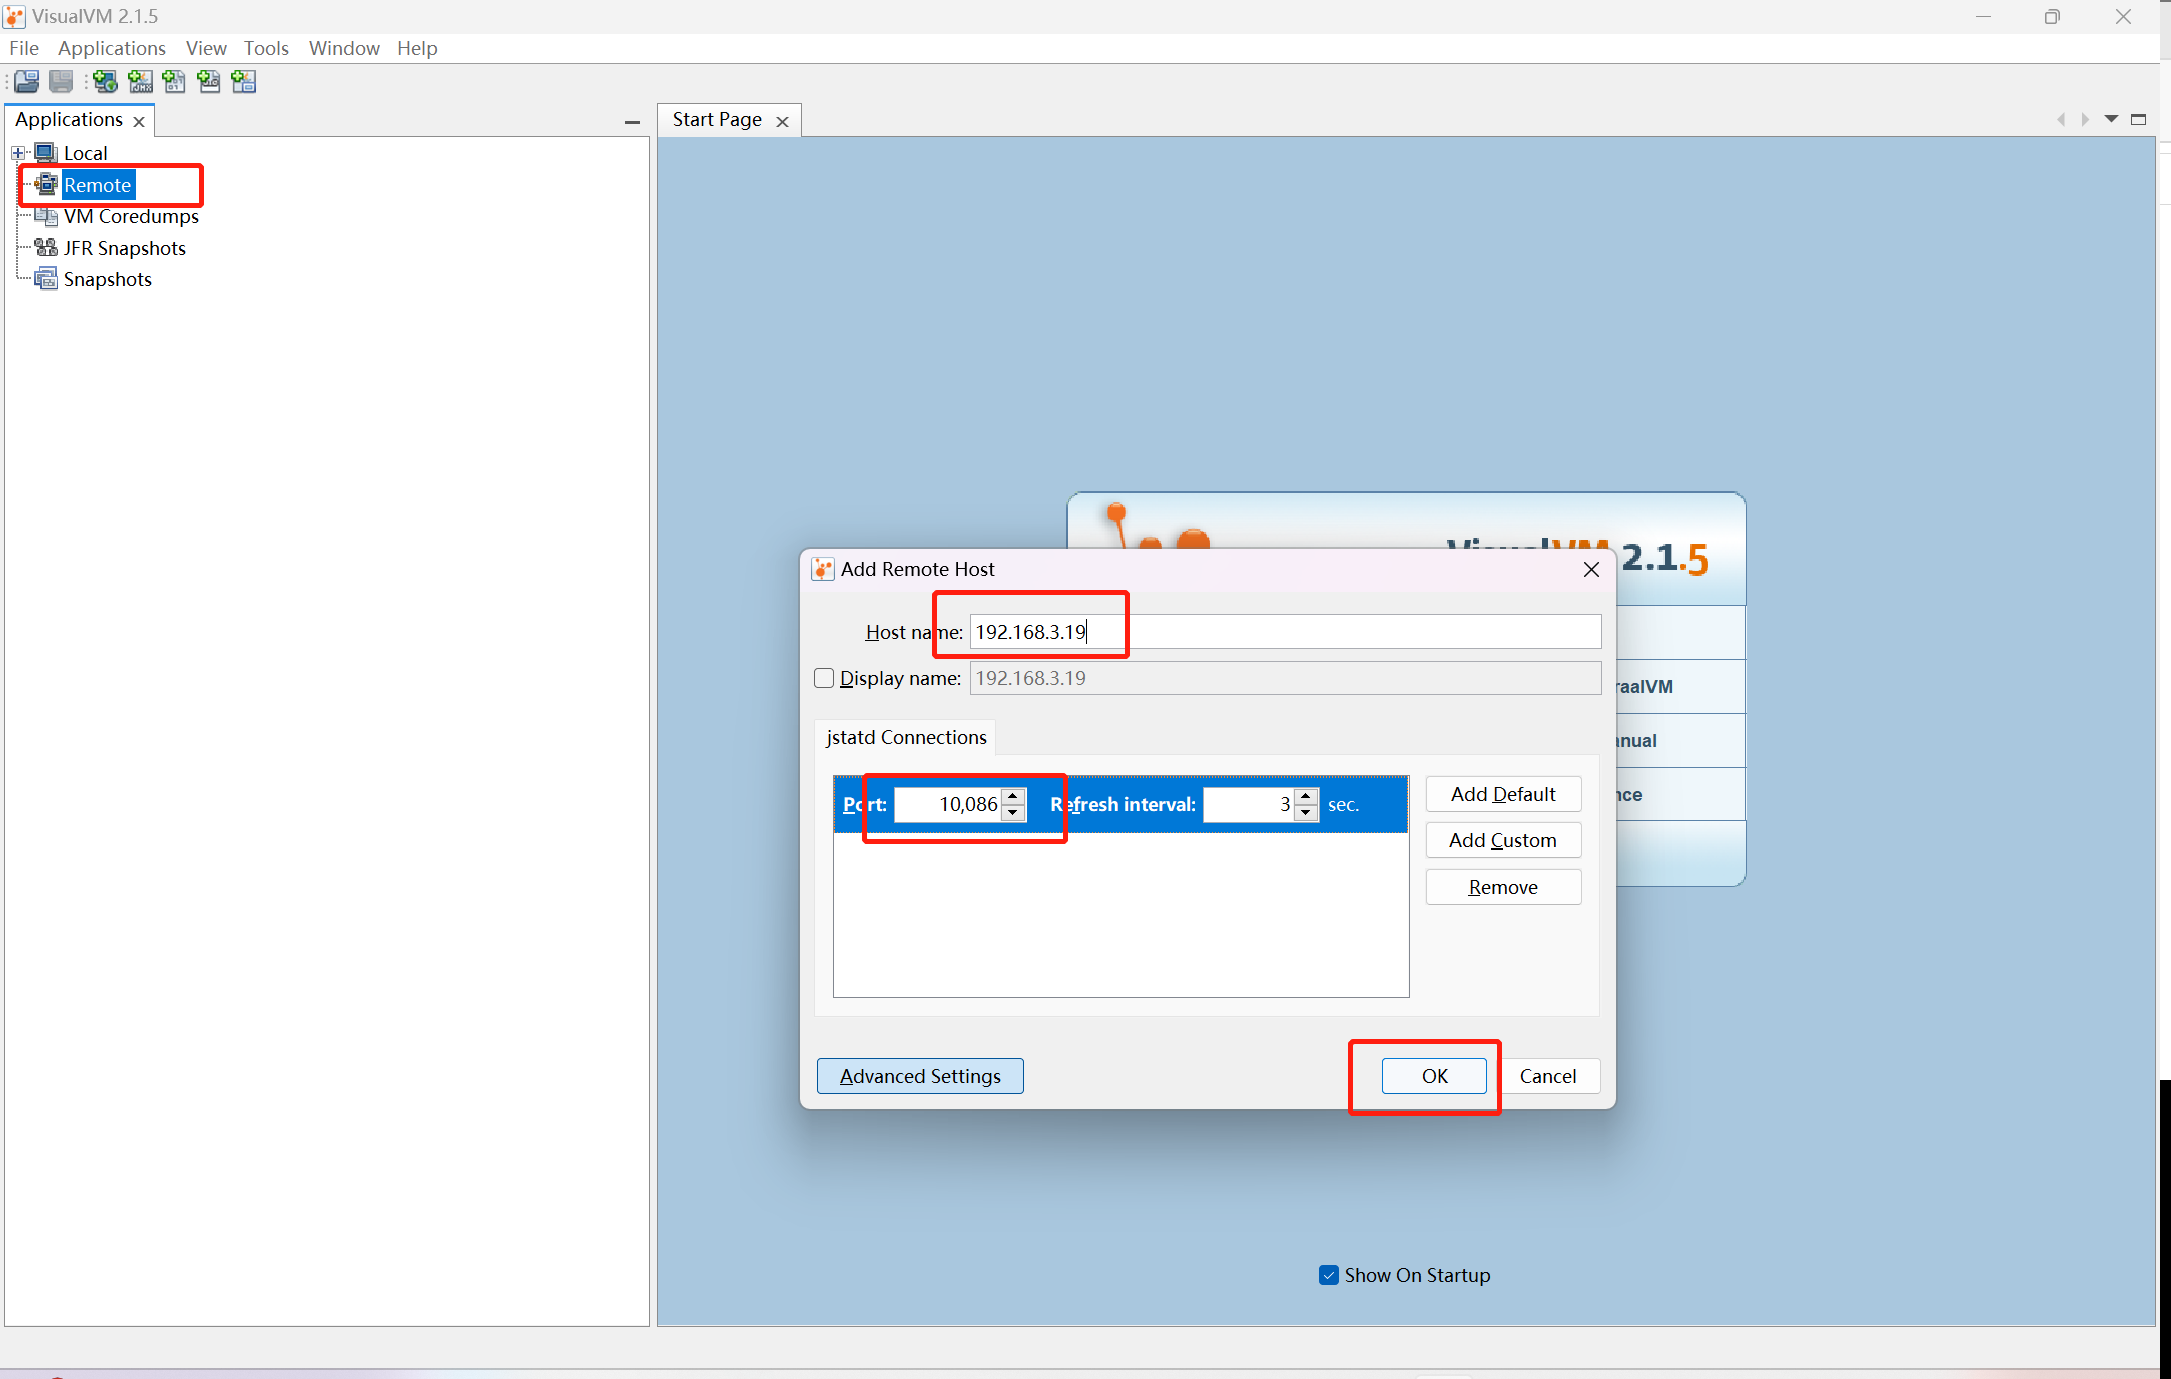 VisualVM 2.1.5
File Applications View Tools Window Help
Applications
Start Page
Local
Remote
VM Coredumps
JFR Snapshots
Snapshots
VisualVM 2.1.5
Add Remote Host
Host name: 192.168.3.19
Display name: 192.168.3.19
raalVM
jstatd Connections
anual
Port: 10,086 Refresh interval: 3 sec.
Add Default
nce
Add Custom
Remove
Advanced Settings
OK
Cancel
Show On Startup